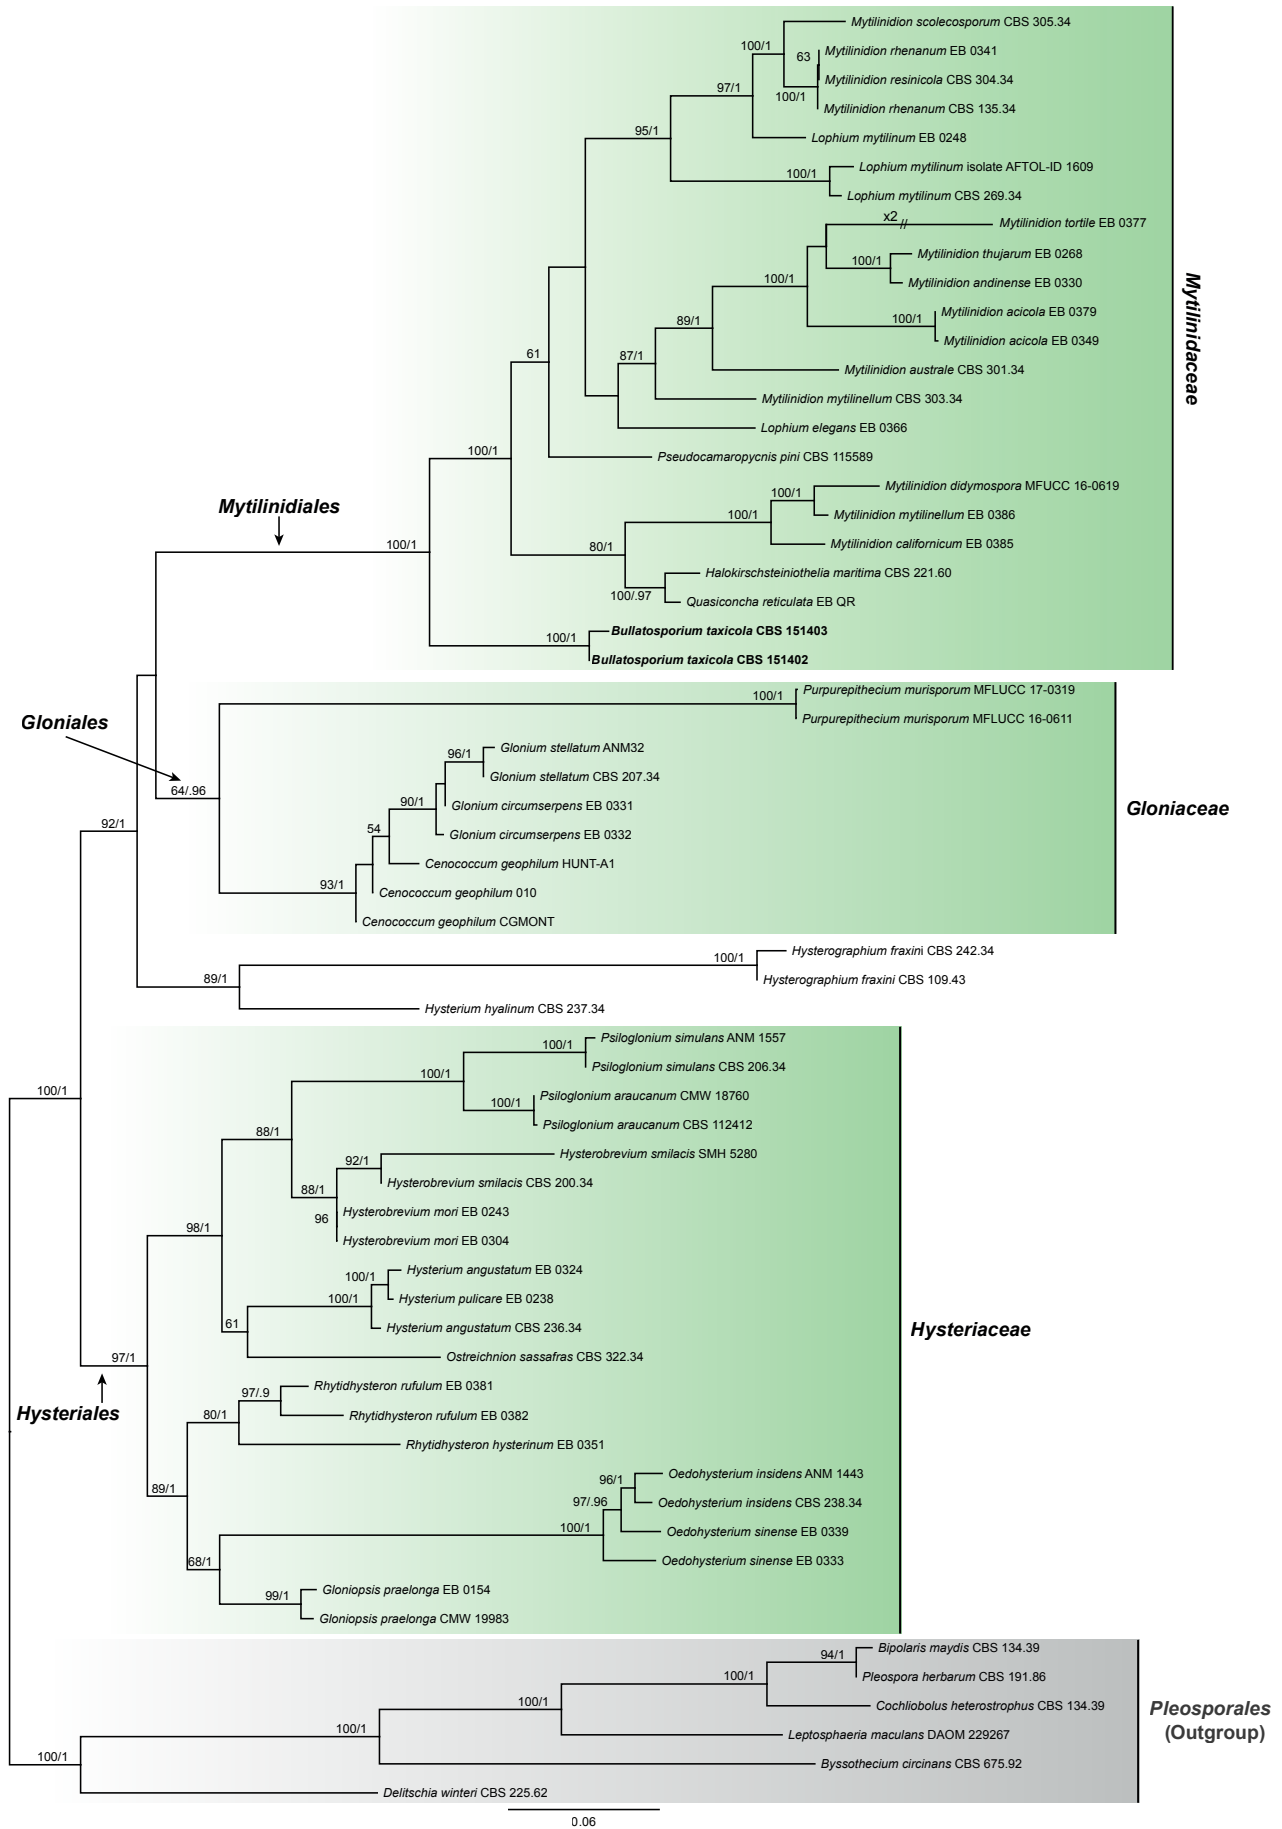 Mytilinidion scolecosporum CBS 305.34
100/1
63
Mytilinidion rhenanum EB 0341
Mytilinidion resinicola CBS 304.34
97/1
100/1
Mytilinidion rhenanum CBS 135.34
95/1
Lophium mytilinum EB 0248
Lophium mytilinum isolate AFTOL-ID 1609
100/1
Lophium mytilinum CBS 269.34
x2
//
Mytilinidion tortile EB 0377
Mytilinidion thujarum EB 0268
100/1
100/1
Mytilinidion andinense EB 0330
Mytilinidion acicola EB 0379
100/1
89/1
Mytilinidion acicola EB 0349
Mytilinidaceae
61
87/1
Mytilinidion australe CBS 301.34
Mytilinidion mytilinellum CBS 303.34
Lophium elegans EB 0366
100/1
Pseudocamaropycnis pini CBS 115589
Mytilinidion didymospora MFUCC 16-0619
100/1
Mytilinidiales
100/1
Mytilinidion mytilinellum EB 0386
100/1
80/1
Mytilinidion californicum EB 0385
Halokirschsteiniothelia maritima CBS 221.60
100/.97
Quasiconcha reticulata EB QR
100/1
Bullatosporium taxicola CBS 151403
Bullatosporium taxicola CBS 151402
Purpurepithecium murisporum MFLUCC 17-0319
100/1
Purpurepithecium murisporum MFLUCC 16-0611
Gloniales
Glonium stellatum ANM32
96/1
Glonium stellatum CBS 207.34
64/.96
90/1
Glonium circumserpens EB 0331
Gloniaceae
92/1
54
Glonium circumserpens EB 0332
Cenococcum geophilum HUNT-A1
93/1
Cenococcum geophilum 010
Cenococcum geophilum CGMONT
Hysterographium fraxini CBS 242.34
100/1
89/1
Hysterographium fraxini CBS 109.43
Hysterium hyalinum CBS 237.34
Psiloglonium simulans ANM 1557
100/1
Psiloglonium simulans CBS 206.34
100/1
100/1
Psiloglonium araucanum CMW 18760
100/1
Psiloglonium araucanum CBS 112412
88/1
Hysterobrevium smilacis SMH 5280
92/1
Hysterobrevium smilacis CBS 200.34
88/1
Hysterobrevium mori EB 0243
96
98/1
Hysterobrevium mori EB 0304
Hysterium angustatum EB 0324
100/1
Hysterium pulicare EB 0238
100/1
61
Hysterium angustatum CBS 236.34
Hysteriaceae
97/1
Ostreichnion sassafras CBS 322.34
Rhytidhysteron rufulum EB 0381
97/.9
Hysteriales
80/1
Rhytidhysteron rufulum EB 0382
Rhytidhysteron hysterinum EB 0351
Oedohysterium insidens ANM 1443
96/1
89/1
97/.96
Oedohysterium insidens CBS 238.34
100/1
Oedohysterium sinense EB 0339
68/1
Oedohysterium sinense EB 0333
Gloniopsis praelonga EB 0154
99/1
Gloniopsis praelonga CMW 19983
Bipolaris maydis CBS 134.39
94/1
100/1
Pleospora herbarum CBS 191.86
100/1
Cochliobolus heterostrophus CBS 134.39
Pleosporales
(Outgroup)
100/1
Leptosphaeria maculans DAOM 229267
100/1
Byssothecium circinans CBS 675.92
Delitschia winteri CBS 225.62
0.06